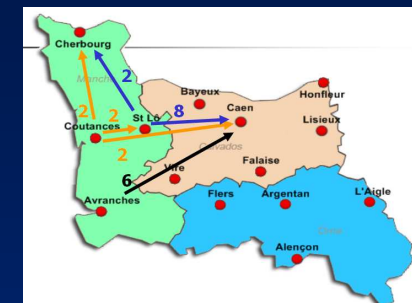 Cherbourg
Manche
2
Bayeux
Honfleur
8
Caen
2
2
St Lô
Lisieux
Coutances
2
Calvados
6
Vire
Falaise
Avranches
Flers
Argentan
L'Aigle
Orne
Alençon